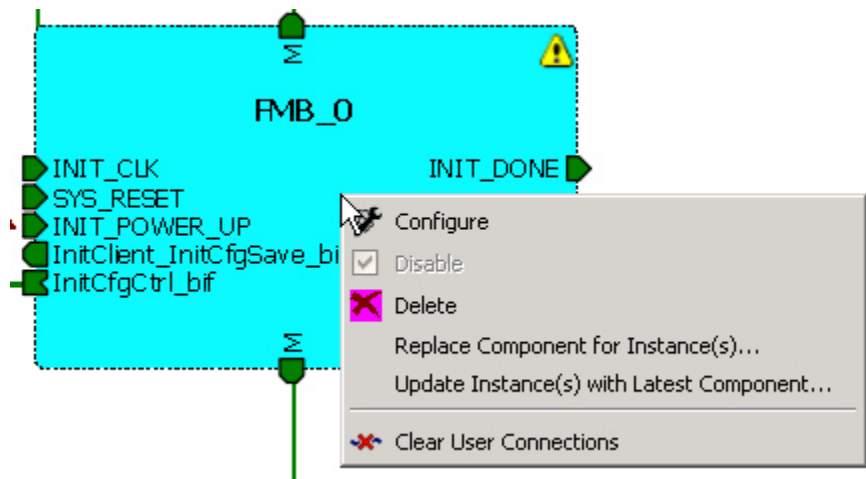 M
FMB_0
INIT_CLK
INIT_DONE
SYS_RESET
INIT_POWER_UP
InitClient_InitCfgSave_bi
InitCfgCtrl_bif
M
Configure
Disable
Delete
Replace Component for Instance(s)...
Update Instance(s) with Latest Component...
Clear User Connections